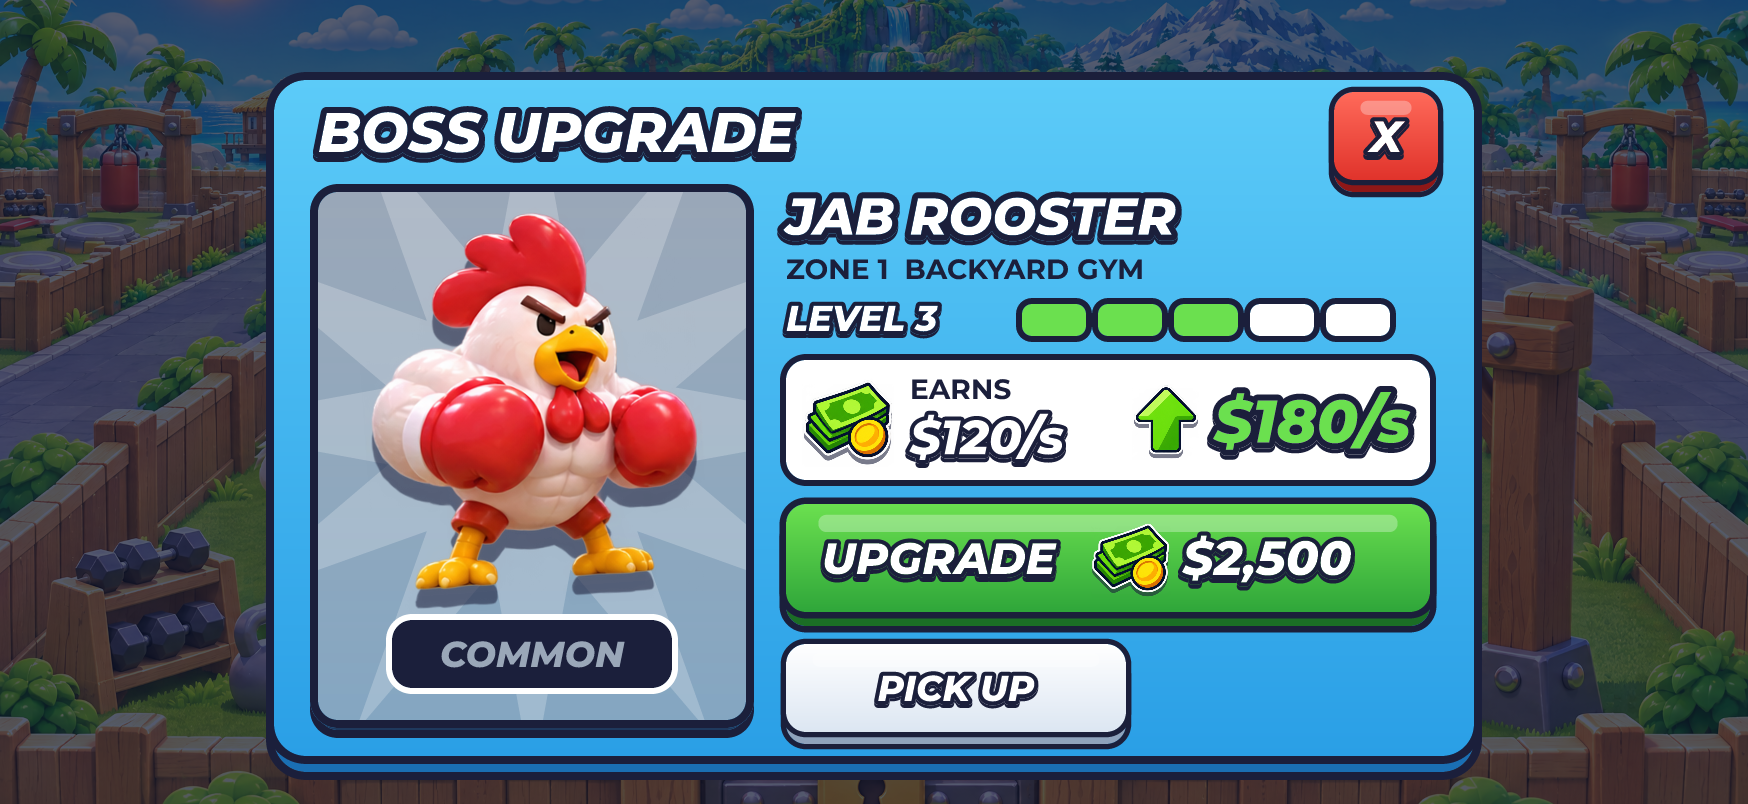 BOSS UPGRADE
X
JAB ROOSTER
ZONE 1 BACKYARD GYM
LEVEL 3
EARNS
$120/s
$180/s
UPGRADE $2,500
COMMON
PICK UP